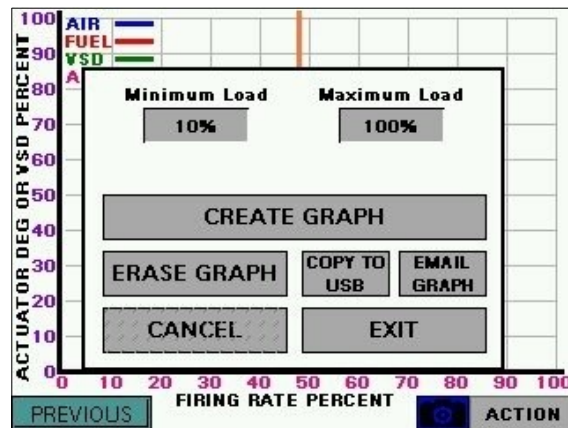 ACTUATOR DEG OR VSD PERCENT
100
90
80
70
60
50
40
30
20
10
0
AIR
FUEL
VSD
A
Minimum Load
Maximum Load
10%
100%
CREATE GRAPH
ERASE GRAPH
COPY TO
USB
EMAIL
GRAPH
CANCEL
EXIT
0 10 20 30 40 50 60 70 80 90 100
FIRING RATE PERCENT
PREVIOUS
ACTION